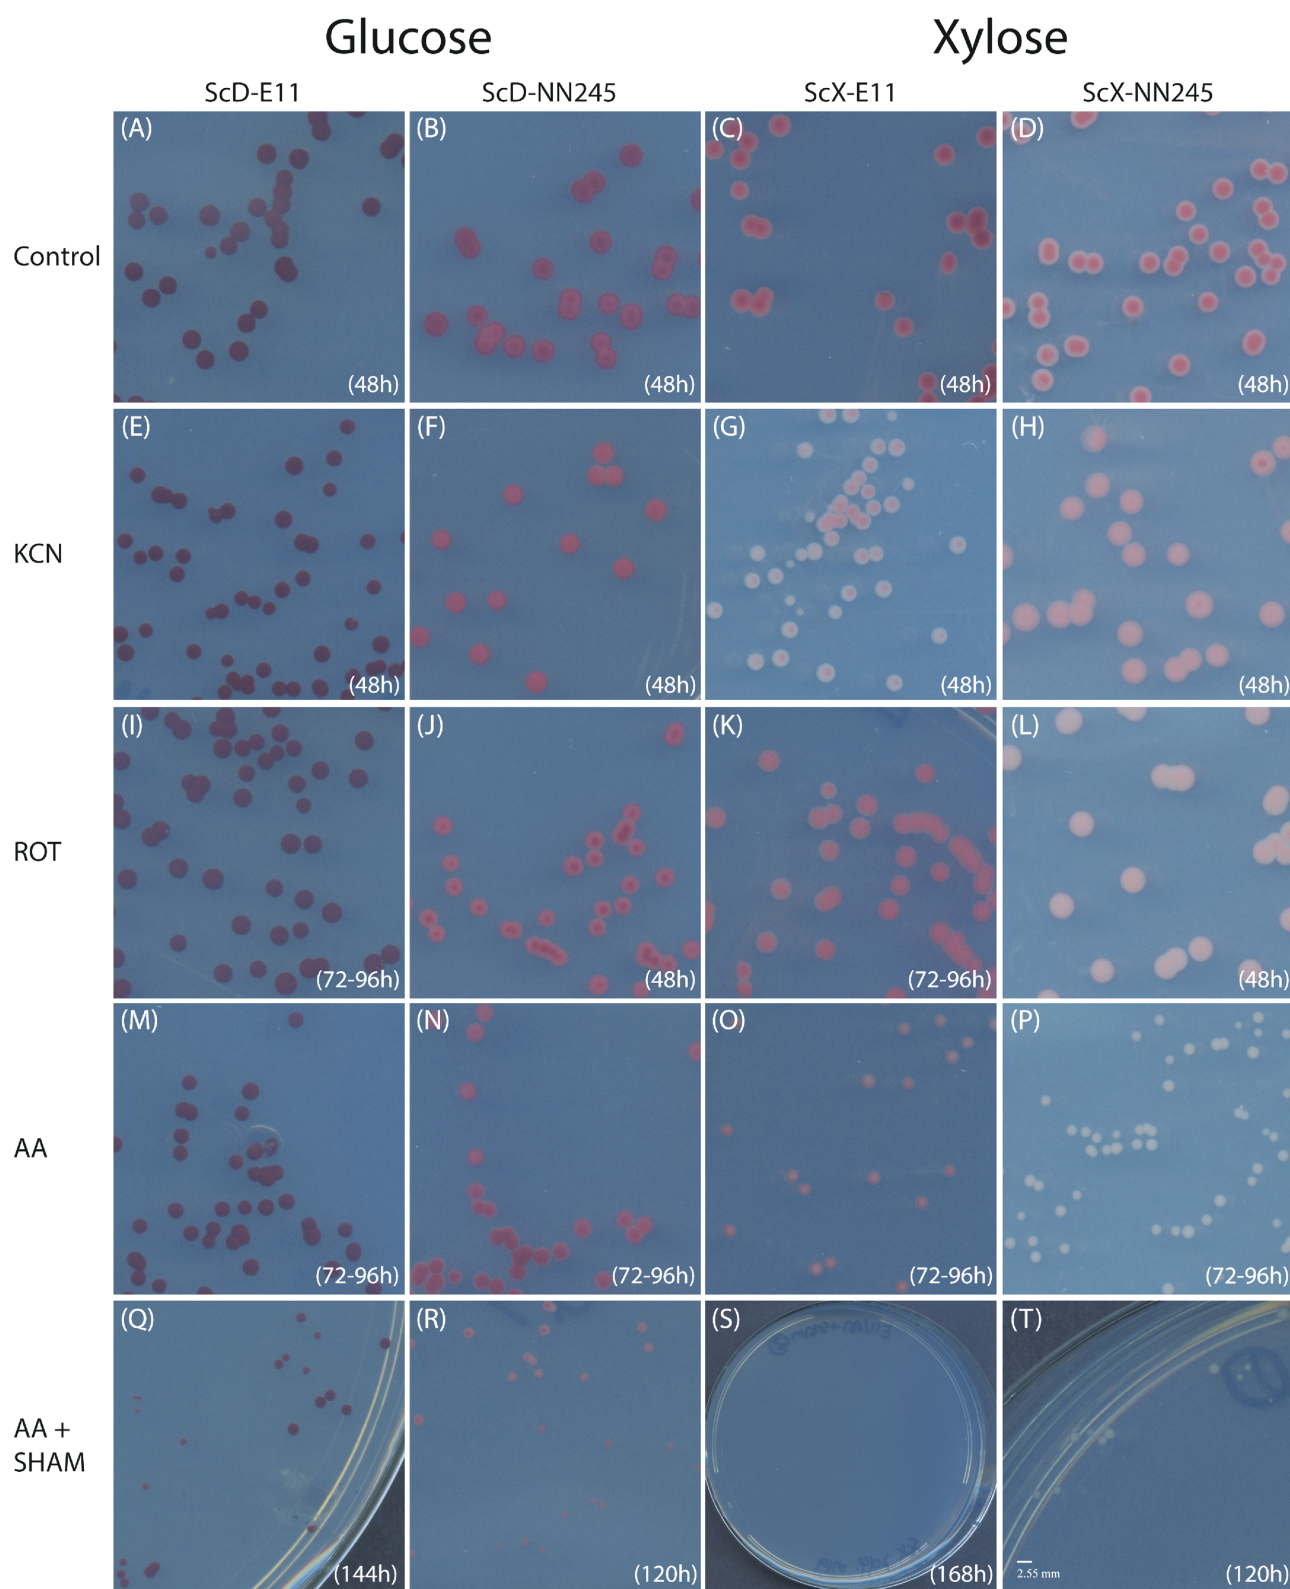 Glucose Xylose
ScD-E11 ScD-NN245 ScX-E11 ScX-NN245
(A) (B) (C) (D)
Control
(48h) (48h) (48h) (48h)
(E) (F) (G) (H)
KCN
(48h) (48h) (48h) (48h)
(I) (J) (K) (L)
ROT
(72-96h) (48h) (72-96h) (48h)
(M) (N) (O) (P)
AA
(72-96h) (72-96h) (72-96h) (72-96h)
(Q) (R) (S) (T)
AA +
SHAM
2.55 mm
(144h) (120h) (168h) (120h)